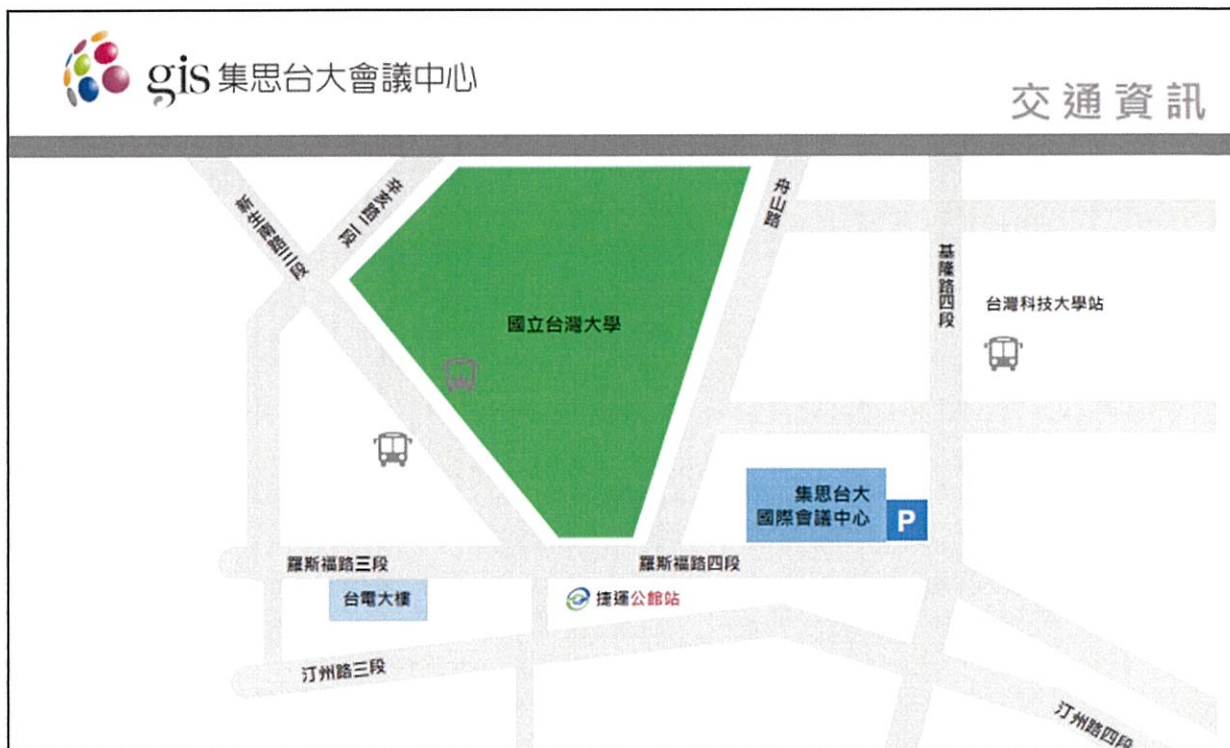 gis 集思台大會議中心
交通資訊
新生南路三段
辛亥路二段
舟山路
基隆路四段
國立台灣大學
台灣科技大學站
集思台大
國際會議中心
P
羅斯福路三段
羅斯福路四段
台電大樓
捷運公館站
汀州路三段
汀州路四段